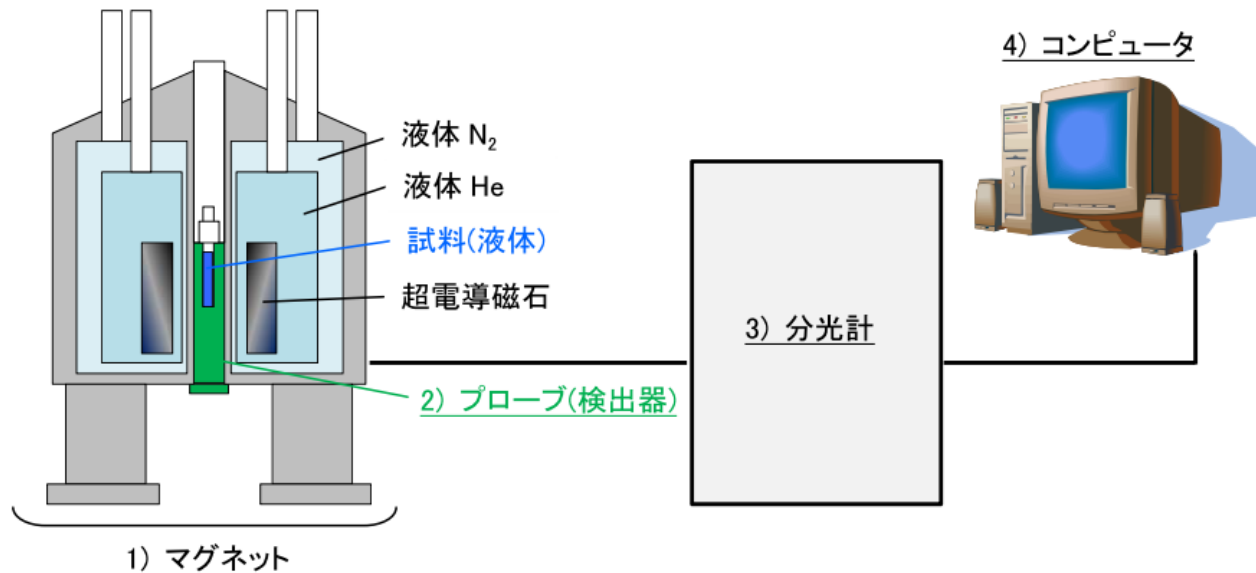 4) コンピュータ
液体 N₂
液体 He
試料(液体)
超電導磁石
3) 分光計
2) プローブ(検出器)
1) マグネット